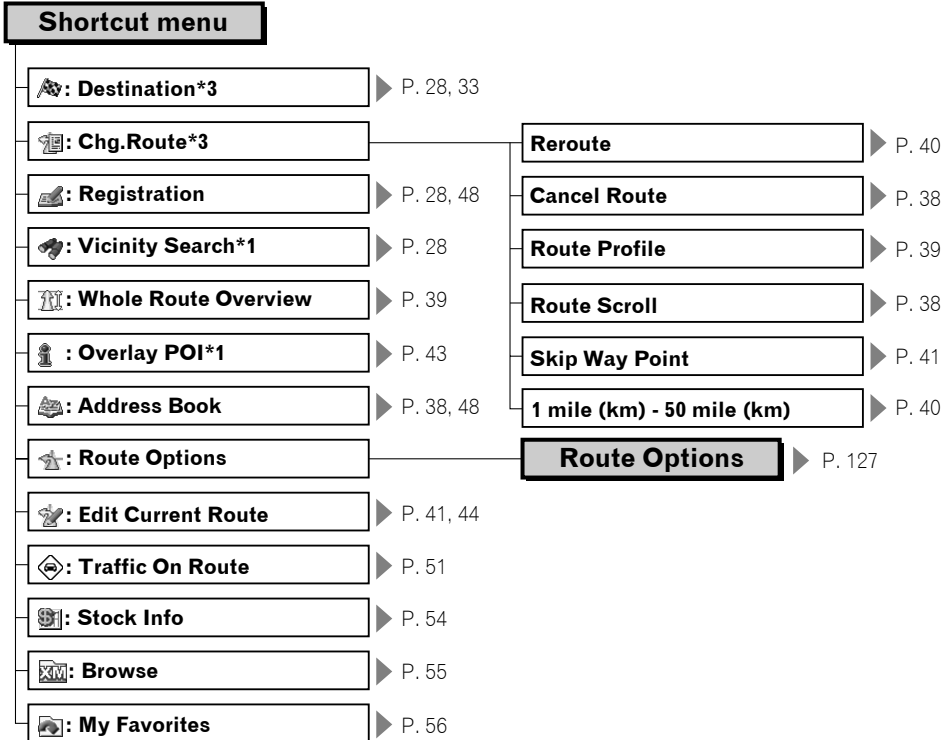 Shortcut menu
: Destination*3 P. 28, 33
: Chg.Route*3
Reroute P. 40
Cancel Route P. 38
Route Profile P. 39
Route Scroll P. 38
Skip Way Point P. 41
1 mile (km) - 50 mile (km) P. 40
: Registration P. 28, 48
: Vicinity Search*1 P. 28
: Whole Route Overview P. 39
: Overlay POI*1 P. 43
: Address Book P. 38, 48
: Route Options
Route Options P. 127
: Edit Current Route P. 41, 44
: Traffic On Route P. 51
: Stock Info P. 54
XM: Browse P. 55
: My Favorites P. 56